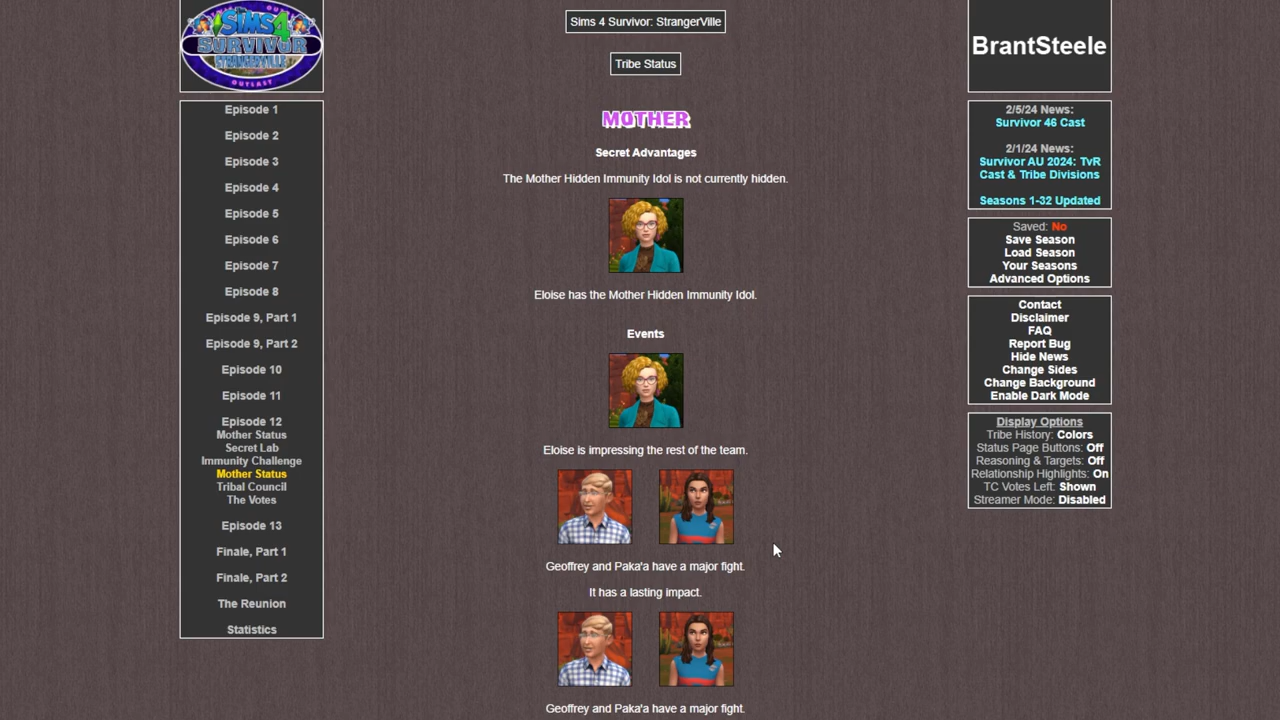 SIMS 4
SURVIVOR
STRANGERVILLE
OUTLAST
Episode 1
Episode 2
Episode 3
Episode 4
Episode 5
Episode 6
Episode 7
Episode 8
Episode 9, Part 1
Episode 9, Part 2
Episode 10
Episode 11
Episode 12
Mother Status
Secret Lab
Immunity Challenge
Mother Status
Tribal Council
The Votes
Episode 13
Finale, Part 1
Finale, Part 2
The Reunion
Statistics
Sims 4 Survivor: StrangerVille
Tribe Status
MOTHER
Secret Advantages
The Mother Hidden Immunity Idol is not currently hidden.
Eloise has the Mother Hidden Immunity Idol.
Events
Eloise is impressing the rest of the team.
Geoffrey and Paka'a have a major fight.
It has a lasting impact.
Geoffrey and Paka'a have a major fight.
BrantSteele
2/5/24 News:
Survivor 46 Cast
2/1/24 News:
Survivor AU 2024: TvR
Cast & Tribe Divisions
Seasons 1-32 Updated
Saved: No
Save Season
Load Season
Your Seasons
Advanced Options
Contact
Disclaimer
FAQ
Report Bug
Hide News
Change Sides
Change Background
Enable Dark Mode
Display Options
Tribe History: Colors
Status Page Buttons: Off
Reasoning & Targets: Off
Relationship Highlights: On
TC Votes Left: Shown
Streamer Mode: Disabled